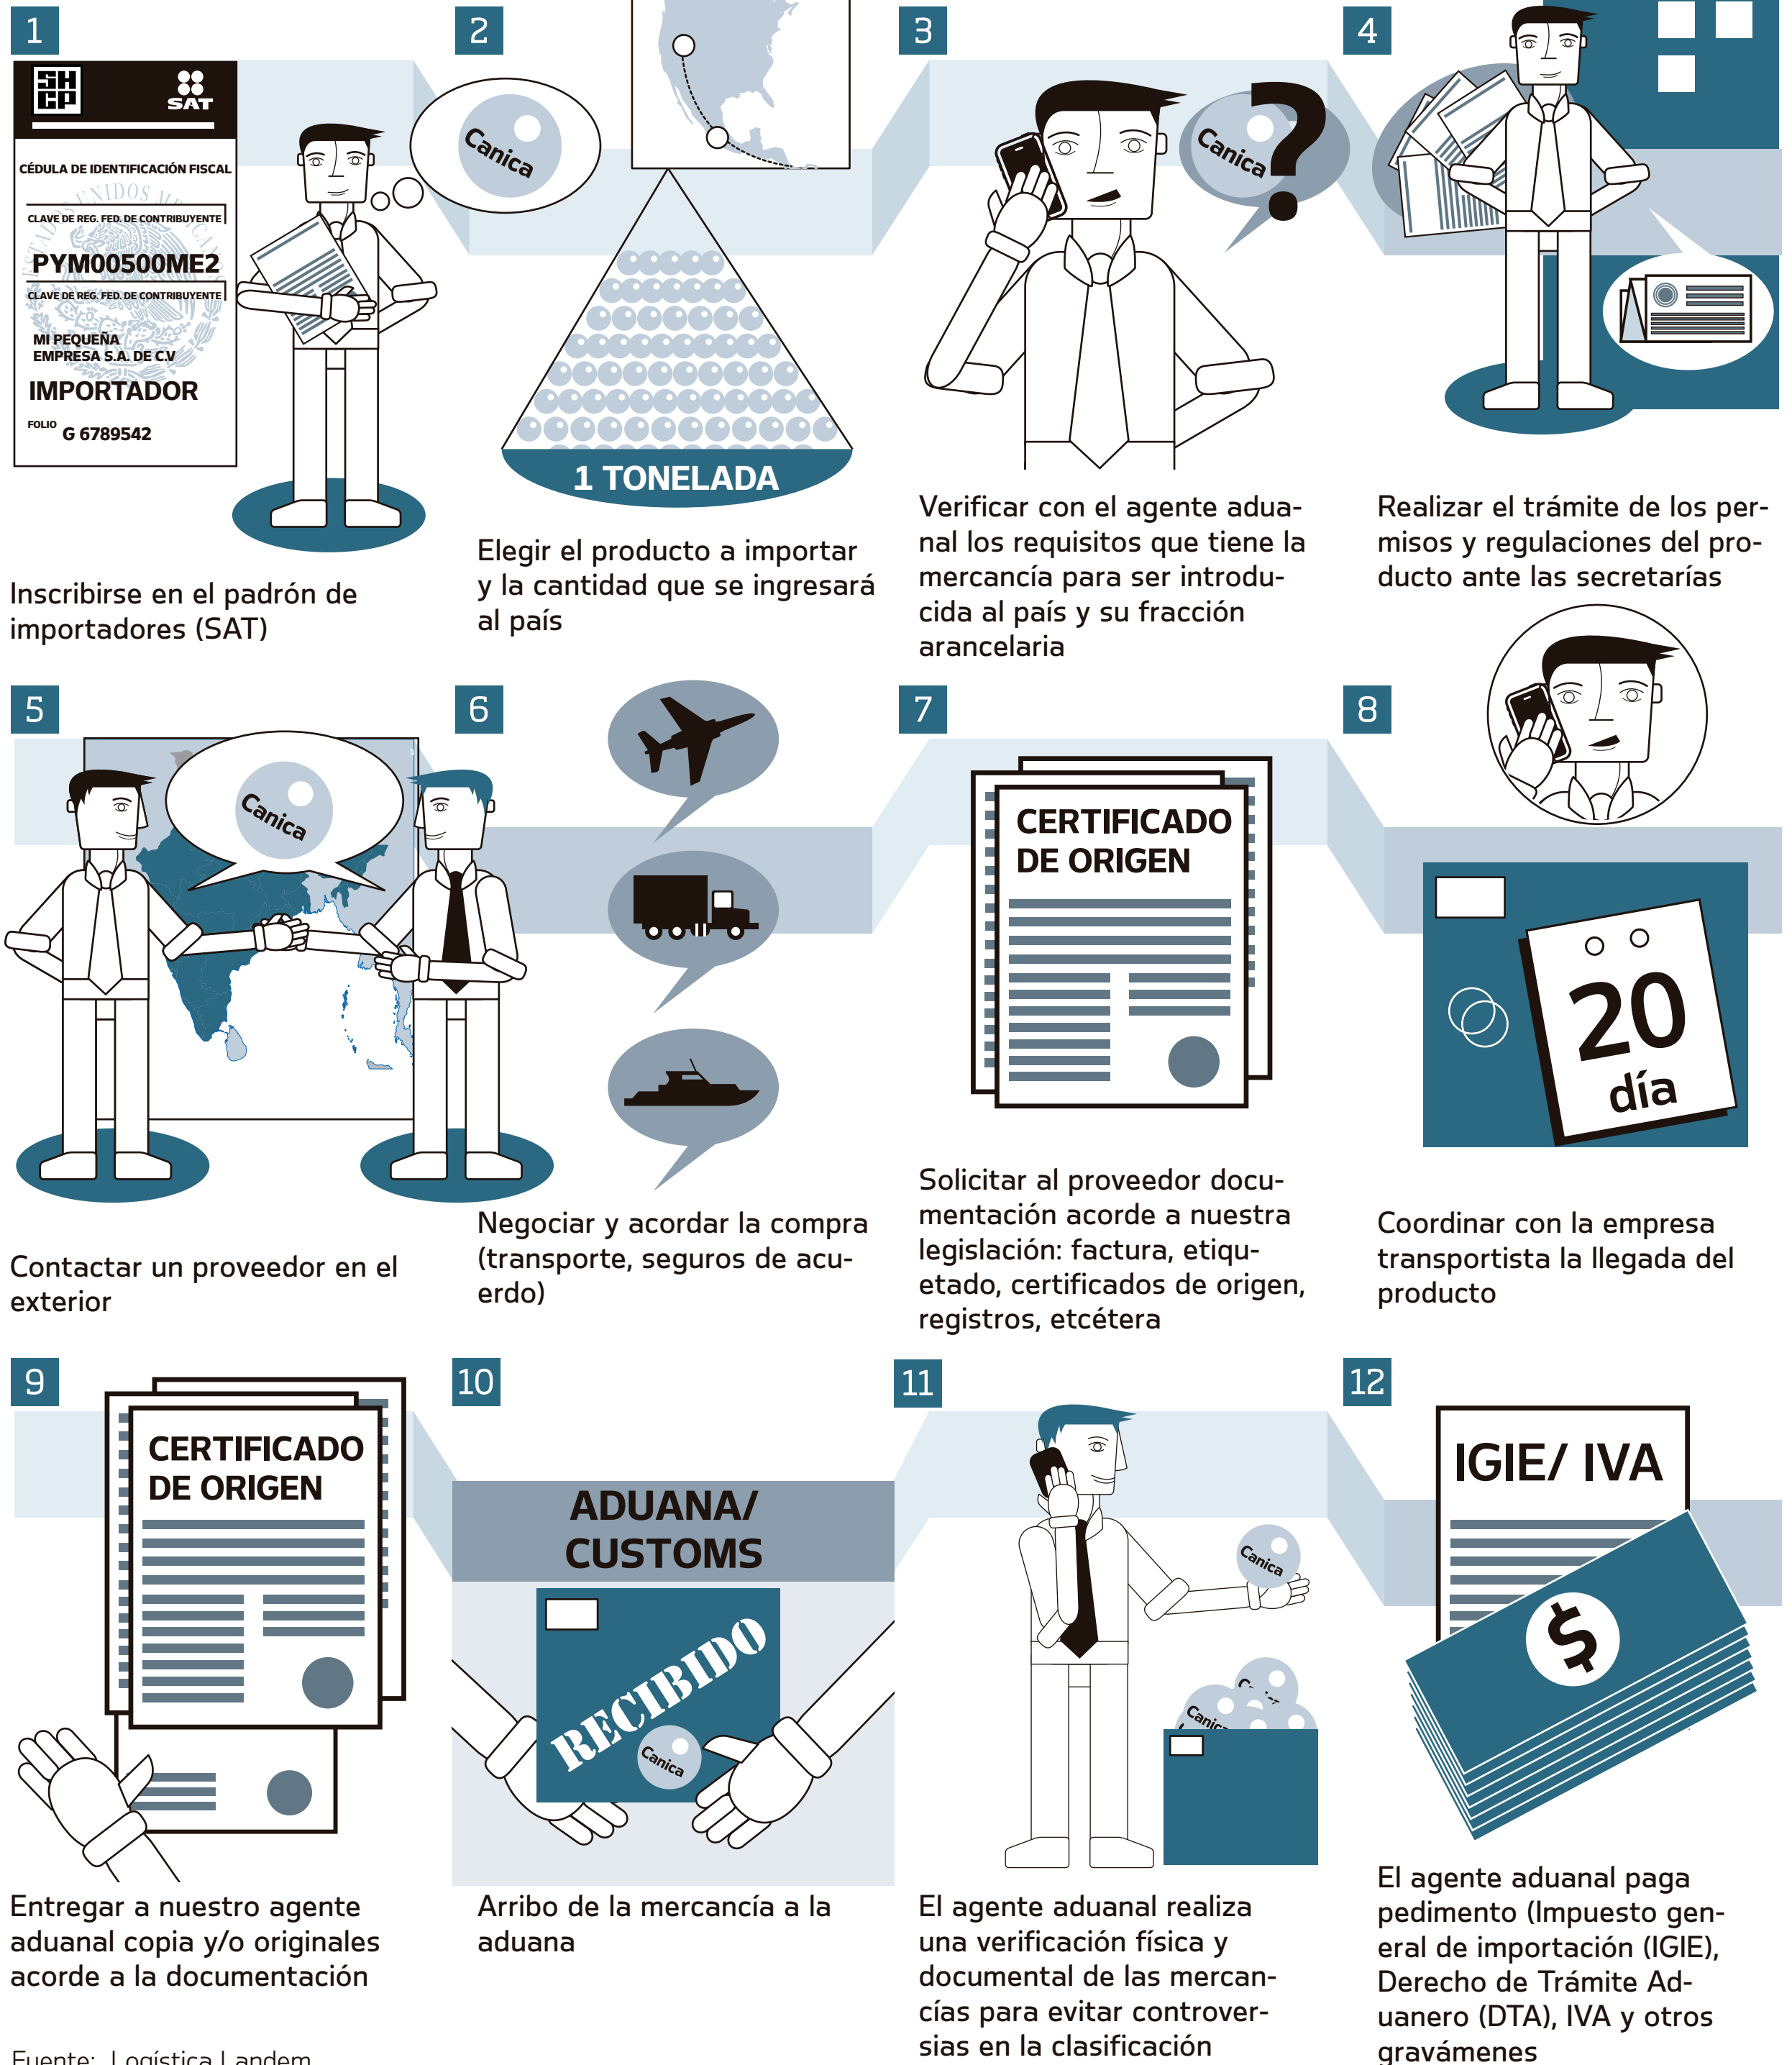 1
SHCP
SAT
CÉDULA DE IDENTIFICACIÓN FISCAL
ESTADOS UNIDOS MEXICANOS
CLAVE DE REG. FED. DE CONTRIBUYENTE
PYM00500ME2
CLAVE DE REG. FED. DE CONTRIBUYENTE
MI PEQUEÑA
EMPRESA S.A. DE C.V
IMPORTADOR
FOLIO G 6789542
Inscribirse en el padrón de
importadores (SAT)
2
Canica
1 TONELADA
Elegir el producto a importar
y la cantidad que se ingresará
al país
3
Canica
?
Verificar con el agente adua-
nal los requisitos que tiene la
mercancía para ser introdu-
cida al país y su fracción
arancelaria
4
Realizar el trámite de los per-
misos y regulaciones del pro-
ducto ante las secretarías
5
Canica
Contactar un proveedor en el
exterior
6
Negociar y acordar la compra
(transporte, seguros de acu-
erdo)
7
CERTIFICADO
DE ORIGEN
Solicitar al proveedor docu-
mentación acorde a nuestra
legislación: factura, etiqu-
etado, certificados de origen,
registros, etcétera
8
20
día
Coordinar con la empresa
transportista la llegada del
producto
9
CERTIFICADO
DE ORIGEN
Entregar a nuestro agente
aduanal copia y/o originales
acorde a la documentación
10
ADUANA/
CUSTOMS
RECIBIDO
Canica
Arribo de la mercancía a la
aduana
11
Canica
Canica
El agente aduanal realiza
una verificación física y
documental de las mercan-
cías para evitar controver-
sias en la clasificación
12
IGIE/ IVA
$
El agente aduanal paga
pedimento (Impuesto gen-
eral de importación (IGIE),
Derecho de Trámite Ad-
uanero (DTA), IVA y otros
gravámenes
Fuente: Logística Landem